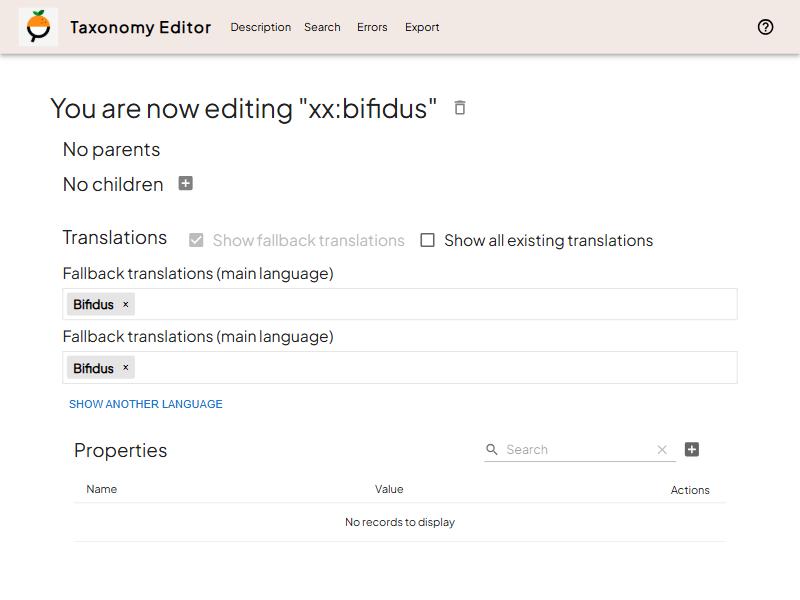 Taxonomy Editor Description Search Errors Export
You are now editing "xx:bifidus"
No parents
No children
Translations Show fallback translations Show all existing translations
Fallback translations (main language)
Bifidus ×
Fallback translations (main language)
Bifidus ×
SHOW ANOTHER LANGUAGE
Properties Search
Name Value Actions
No records to display